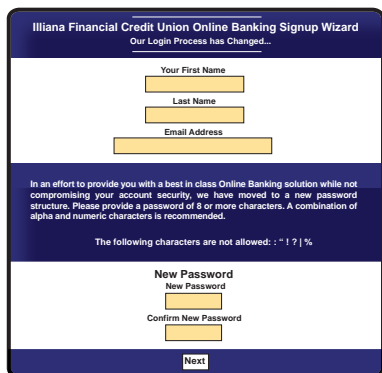 Illiana Financial Credit Union Online Banking Signup Wizard
Our Login Process has Changed...
Your First Name
Last Name
Email Address
In an effort to provide you with a best in class Online Banking solution while not
compromising your account security, we have moved to a new password
structure. Please provide a password of 8 or more characters. A combination of
alpha and numeric characters is recommended.
The following characters are not allowed: : “ ! ? | %
New Password
New Password
Confirm New Password
Next